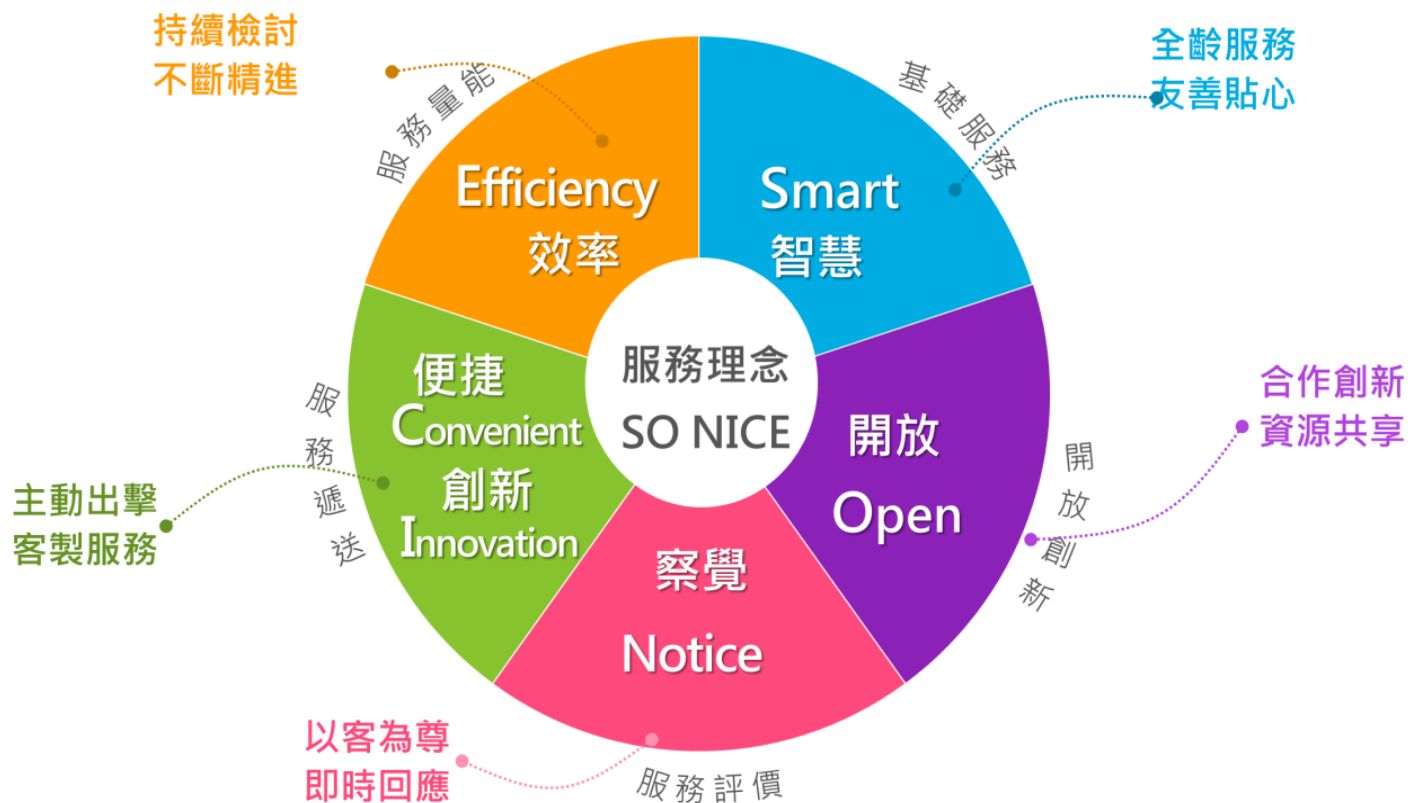 持續檢討
不斷精進
服務量能
Efficiency
效率
全齡服務
友善貼心
基礎服務
Smart
智慧
服務理念
SO NICE
便捷
Convenient
創新
Innovation
服務遞送
主動出擊
客製服務
開放
Open
開放創新
合作創新
資源共享
察覺
Notice
以客為尊
即時回應
服務評價